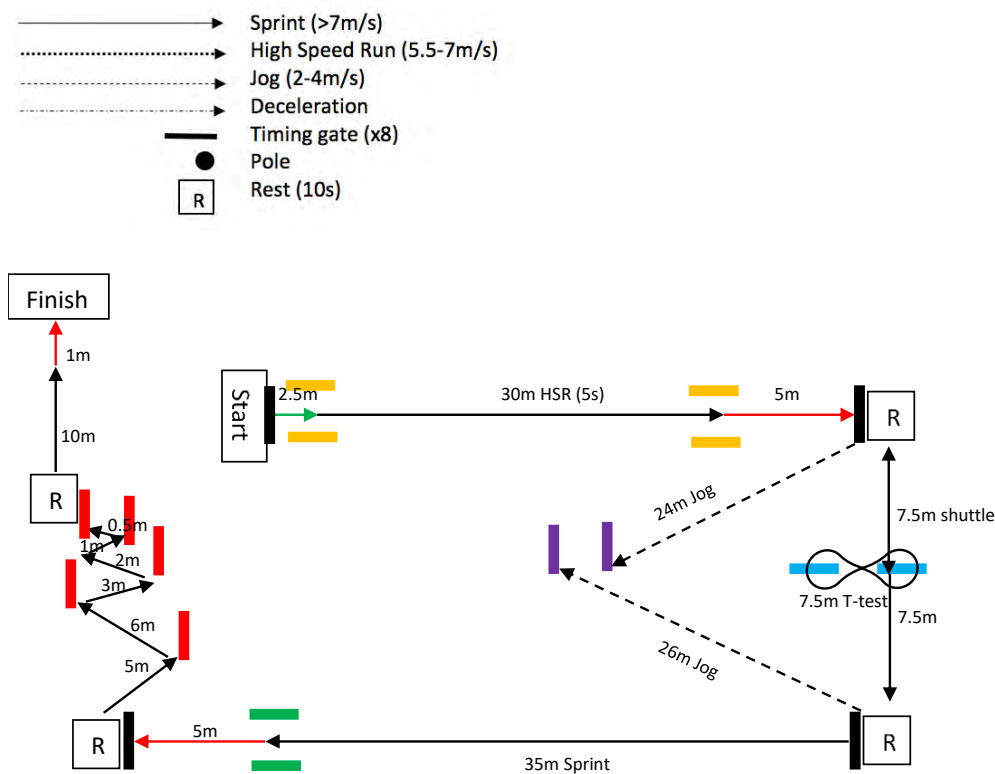 Sprint (>7m/s)
High Speed Run (5.5-7m/s)
Jog (2-4m/s)
Deceleration
Timing gate (x8)
Pole
R
Rest (10s)
Finish
1m
10m
R
0.5m
1m
2m
3m
6m
5m
Start
2.5m
30m HSR (5s)
5m
R
24m Jog
7.5m shuttle
7.5m T-test
7.5m
26m Jog
R
5m
35m Sprint
R